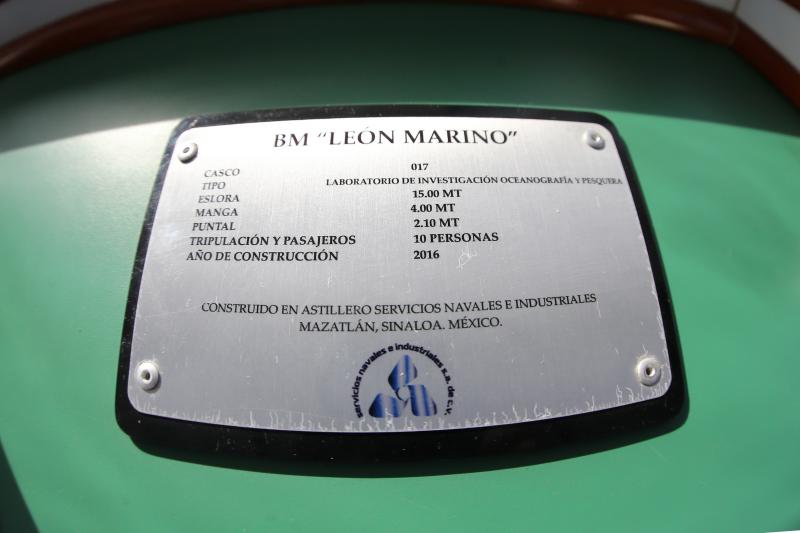 BM "LEÓN MARINO"
CASCO 017
TIPO LABORATORIO DE INVESTIGACIÓN OCEANOGRAFÍA Y PESQUERA
ESLORA 15.00 MT
MANGA 4.00 MT
PUNTAL 2.10 MT
TRIPULACIÓN Y PASAJEROS 10 PERSONAS
AÑO DE CONSTRUCCIÓN 2016
CONSTRUIDO EN ASTILLERO SERVICIOS NAVALES E INDUSTRIALES
MAZATLÁN, SINALOA. MÉXICO.
servicios navales e industriales s.a. de c.v.